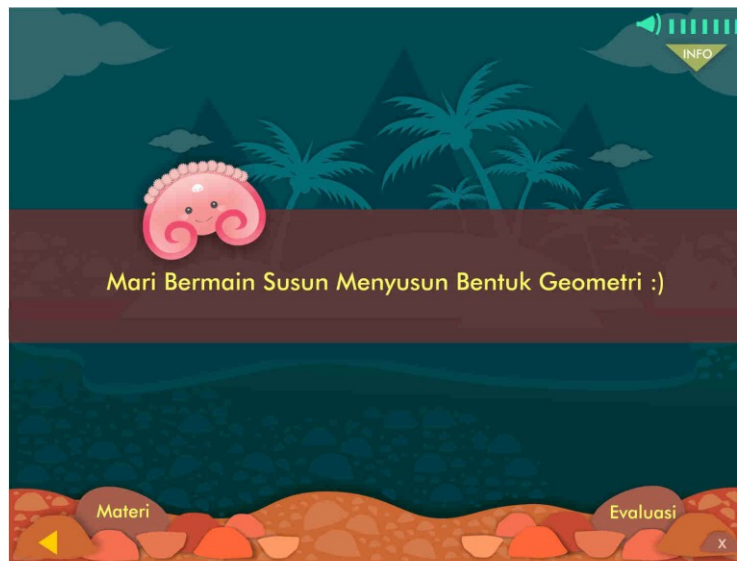 INFO
Mari Bermain Susun Menyusun Bentuk Geometri :)
Materi
Evaluasi
x